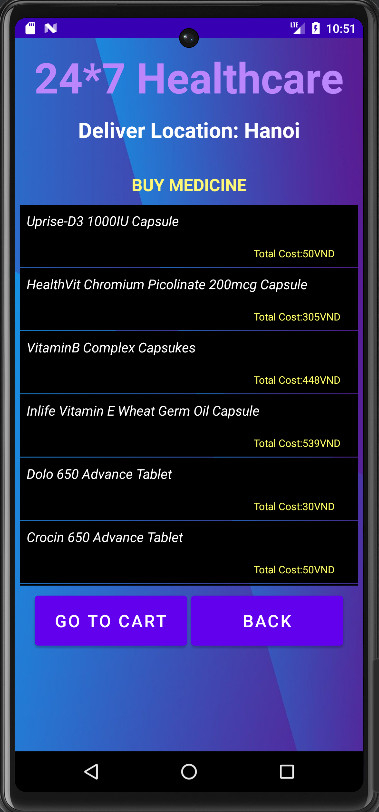 LTE 10:51
24*7 Healthcare
Deliver Location: Hanoi
BUY MEDICINE
Uprise-D3 1000IU Capsule
Total Cost:50VND
HealthVit Chromium Picolinate 200mcg Capsule
Total Cost:305VND
VitaminB Complex Capsukes
Total Cost:448VND
Inlife Vitamin E Wheat Germ Oil Capsule
Total Cost:539VND
Dolo 650 Advance Tablet
Total Cost:30VND
Crocin 650 Advance Tablet
Total Cost:50VND
GO TO CART BACK